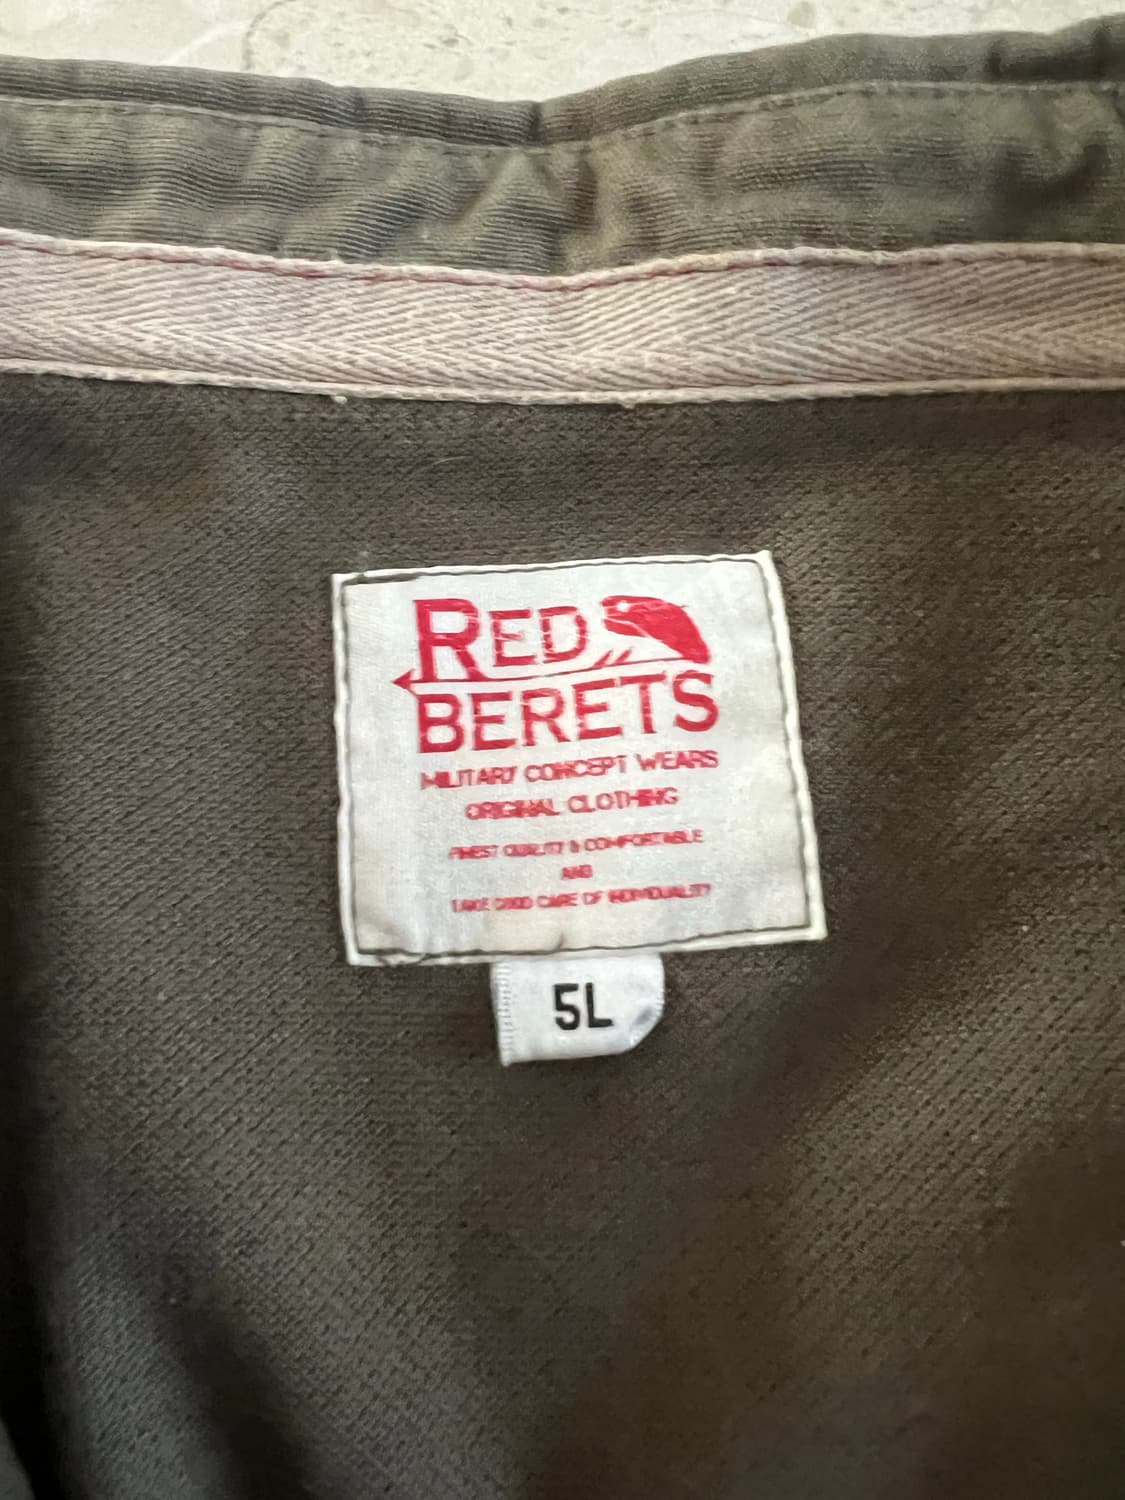 RED
BERETS
MILITARY CONCEPT WEARS
ORIGINAL CLOTHING
FINEST QUALITY & COMFORTABLE
AND
TAKE GOOD CARE OF INDIVIDUALITY
5L